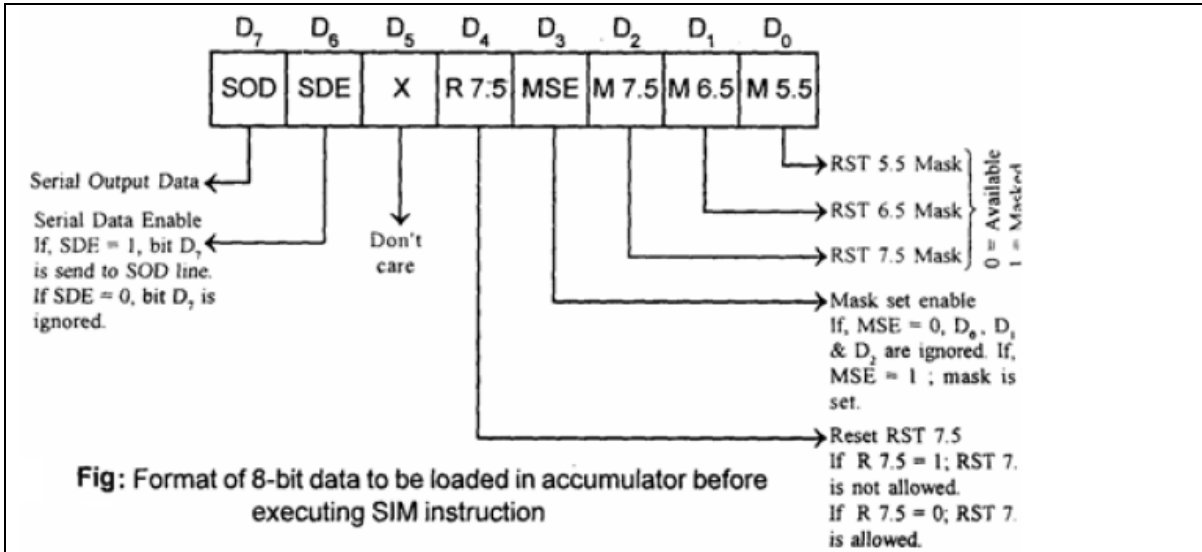 D₇ D₆ D₅ D₄ D₃ D₂ D₁ D₀
SOD SDE X R 7.5 MSE M 7.5 M 6.5 M 5.5
Serial Output Data
Serial Data Enable
If, SDE = 1, bit D₇
is send to SOD line.
If SDE = 0, bit D₇ is
ignored.
Don't
care
RST 5.5 Mask
RST 6.5 Mask
RST 7.5 Mask
0 = Available
1 = Masked
Mask set enable
If, MSE = 0, D₀, D₁
& D₂ are ignored. If,
MSE = 1 ; mask is
set.
Reset RST 7.5
If R 7.5 = 1; RST 7.
is not allowed.
If R 7.5 = 0; RST 7.
is allowed.
Fig: Format of 8-bit data to be loaded in accumulator before
executing SIM instruction